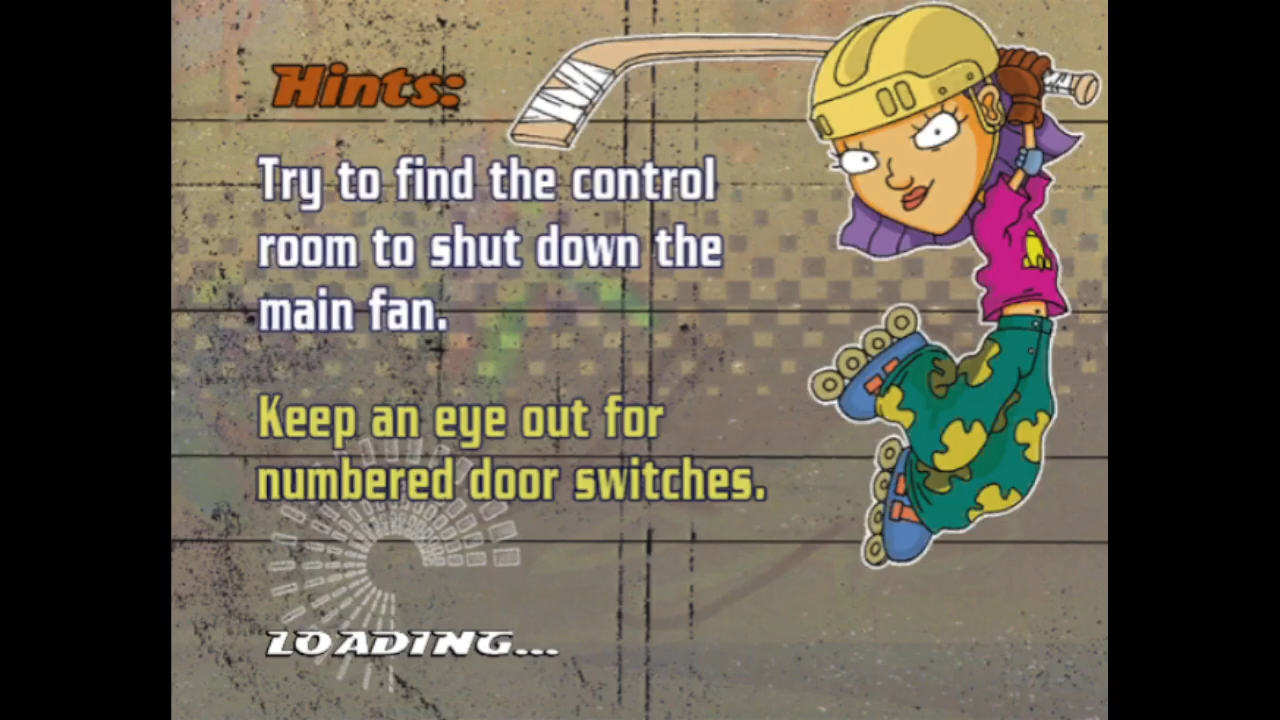 Hints:
Try to find the control
room to shut down the
main fan.
Keep an eye out for
numbered door switches.
LOADING...